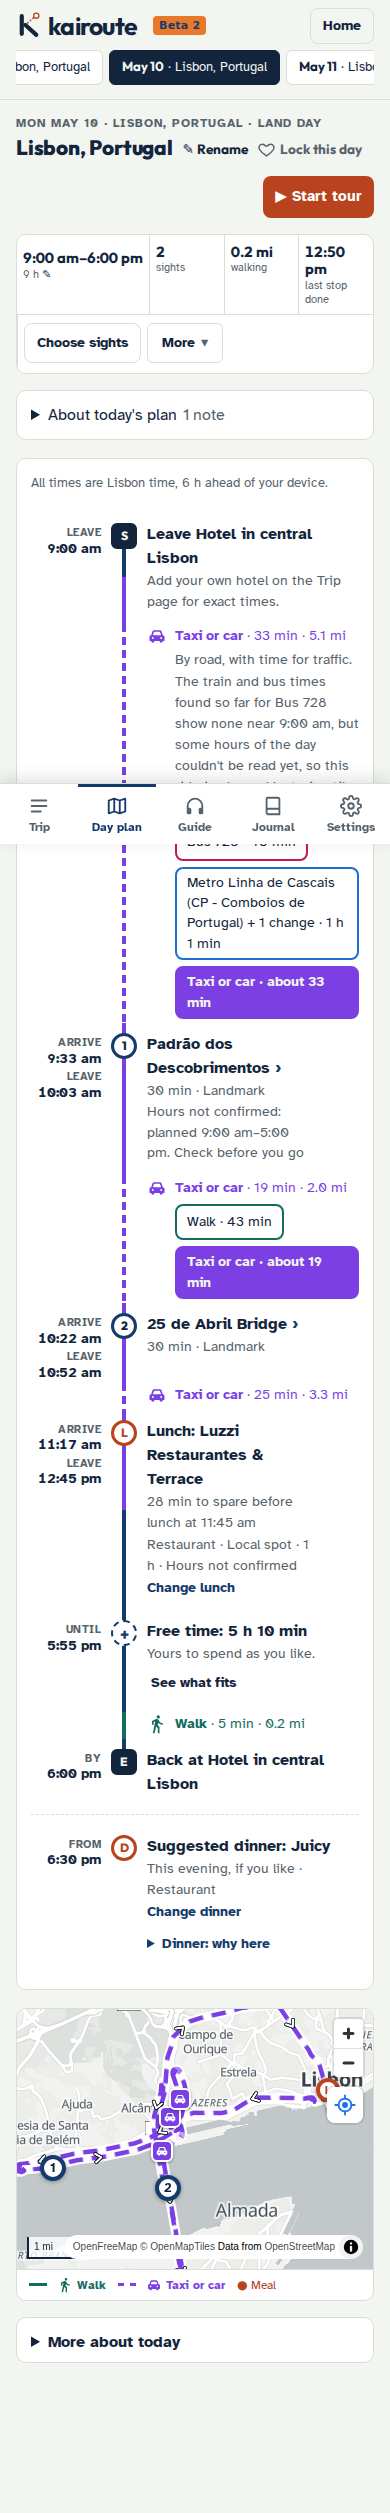 kairoute Beta 2 Home
bon, Portugal May 10 · Lisbon, Portugal May 11 · Lisb
MON MAY 10 · LISBON, PORTUGAL · LAND DAY
Lisbon, Portugal ✎ Rename Lock this day
▶ Start tour
9:00 am–6:00 pm
9 h ✎
2
sights
0.2 mi
walking
12:50
pm
last stop
done
Choose sights More ▼
▶ About today's plan 1 note
All times are Lisbon time, 6 h ahead of your device.
LEAVE
9:00 am
S
Leave Hotel in central
Lisbon
Add your own hotel on the Trip
page for exact times.
Taxi or car · 33 min · 5.1 mi
By road, with time for traffic.
The train and bus times
found so far for Bus 728
show none near 9:00 am, but
some hours of the day
couldn't be read yet, so this
Trip Day plan Guide Journal Settings
Metro Linha de Cascais
(CP - Comboios de
Portugal) + 1 change · 1 h
1 min
Taxi or car · about 33
min
ARRIVE
9:33 am
LEAVE
10:03 am
1
Padrão dos
Descobrimentos ›
30 min · Landmark
Hours not confirmed:
planned 9:00 am–5:00
pm. Check before you go
Taxi or car · 19 min · 2.0 mi
Walk · 43 min
Taxi or car · about 19
min
ARRIVE
10:22 am
LEAVE
10:52 am
2
25 de Abril Bridge ›
30 min · Landmark
Taxi or car · 25 min · 3.3 mi
ARRIVE
11:17 am
LEAVE
12:45 pm
L
Lunch: Luzzi
Restaurantes &
Terrace
28 min to spare before
lunch at 11:45 am
Restaurant · Local spot · 1
h · Hours not confirmed
Change lunch
UNTIL
5:55 pm
+
Free time: 5 h 10 min
Yours to spend as you like.
See what fits
Walk · 5 min · 0.2 mi
BY
6:00 pm
E
Back at Hotel in central
Lisbon
FROM
6:30 pm
D
Suggested dinner: Juicy
This evening, if you like ·
Restaurant
Change dinner
▶ Dinner: why here
Campo de
Ourique
Estrela
Ajuda
AZERES
esia de Santa
ia de Belém
1
2
Almada
+
−
1 mi
OpenFreeMap © OpenMapTiles Data from OpenStreetMap
Walk Taxi or car Meal
▶ More about today